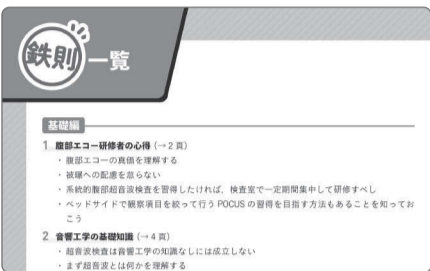 鉄則一覧
基礎編
1 腹部エコー研修者の心得（→2頁）
・腹部エコーの真価を理解する
・被曝への配慮を怠らない
・系統的腹部超音波検査を習得したければ，検査室で一定期間集中して研修すべし
・ベッドサイドで観察項目を絞って行う POCUS の習得を目指す方法もあることを知ってお
こう
2 音響工学の基礎知識（→4頁）
・超音波検査は音響工学の知識なしには成立しない
・まず超音波とは何かを理解する